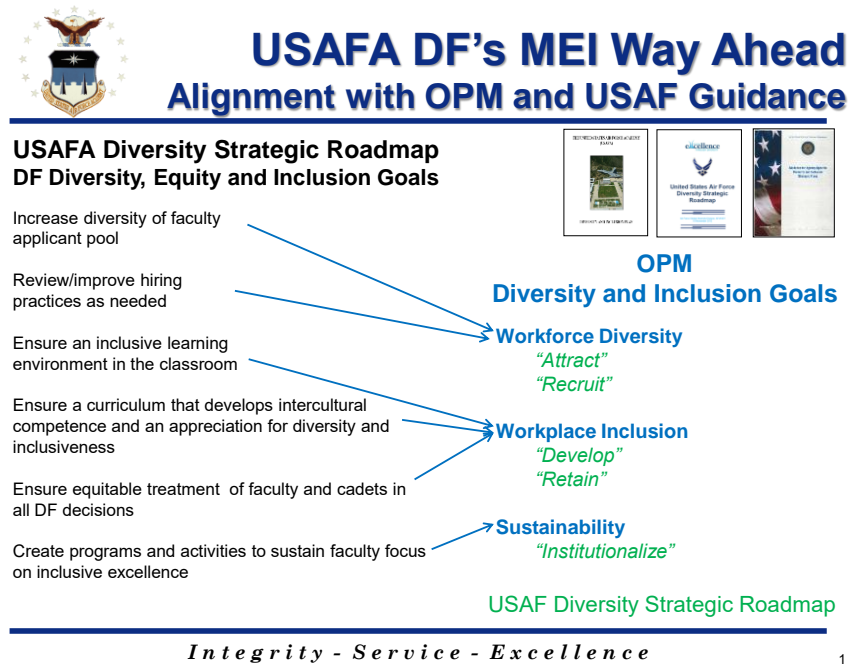 USAFA DF's MEI Way Ahead
Alignment with OPM and USAF Guidance
USAFA Diversity Strategic Roadmap
DF Diversity, Equity and Inclusion Goals
Increase diversity of faculty
applicant pool
Review/improve hiring
practices as needed
Ensure an inclusive learning
environment in the classroom
Ensure a curriculum that develops intercultural
competence and an appreciation for diversity and
inclusiveness
Ensure equitable treatment of faculty and cadets in
all DF decisions
Create programs and activities to sustain faculty focus
on inclusive excellence
United States Air Force
Diversity Strategic
Roadmap
OPM
Diversity and Inclusion Goals
Workforce Diversity
“Attract”
“Recruit”
Workplace Inclusion
“Develop”
“Retain”
Sustainability
“Institutionalize”
USAF Diversity Strategic Roadmap
Integrity - Service - Excellence
1